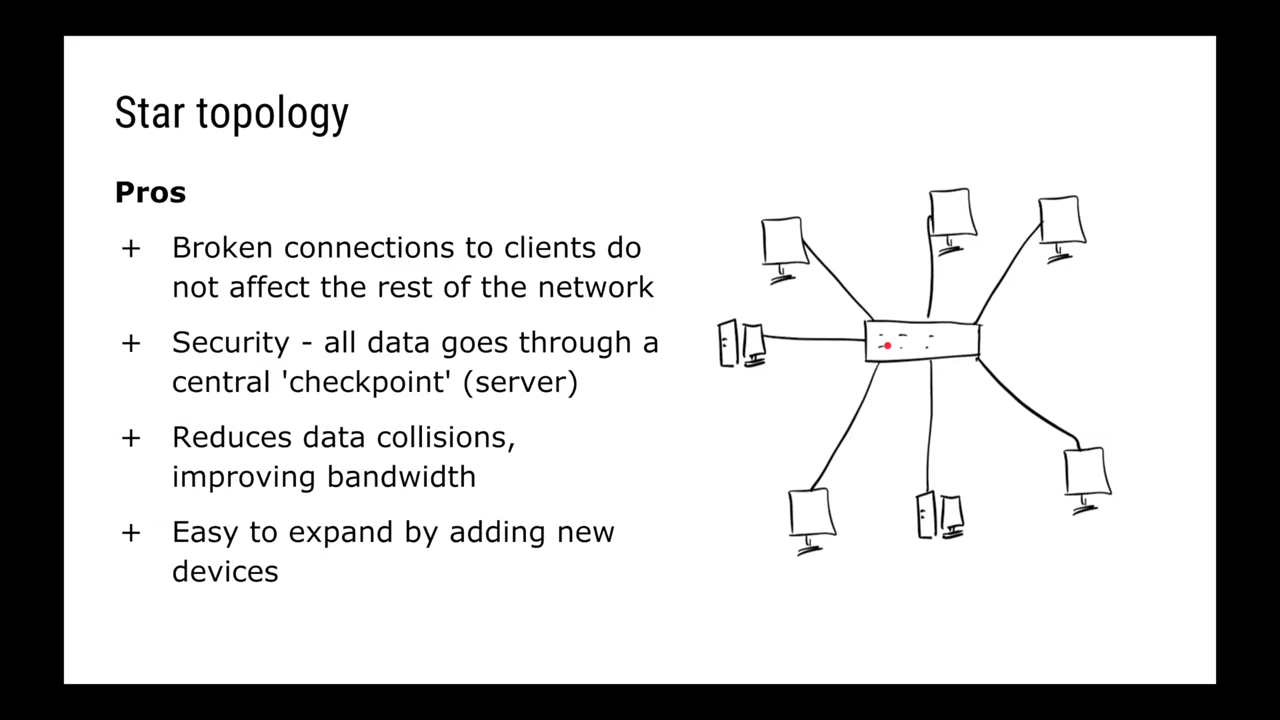 Star topology
Pros
+ Broken connections to clients do
not affect the rest of the network
+ Security - all data goes through a
central 'checkpoint' (server)
+ Reduces data collisions,
improving bandwidth
+ Easy to expand by adding new
devices